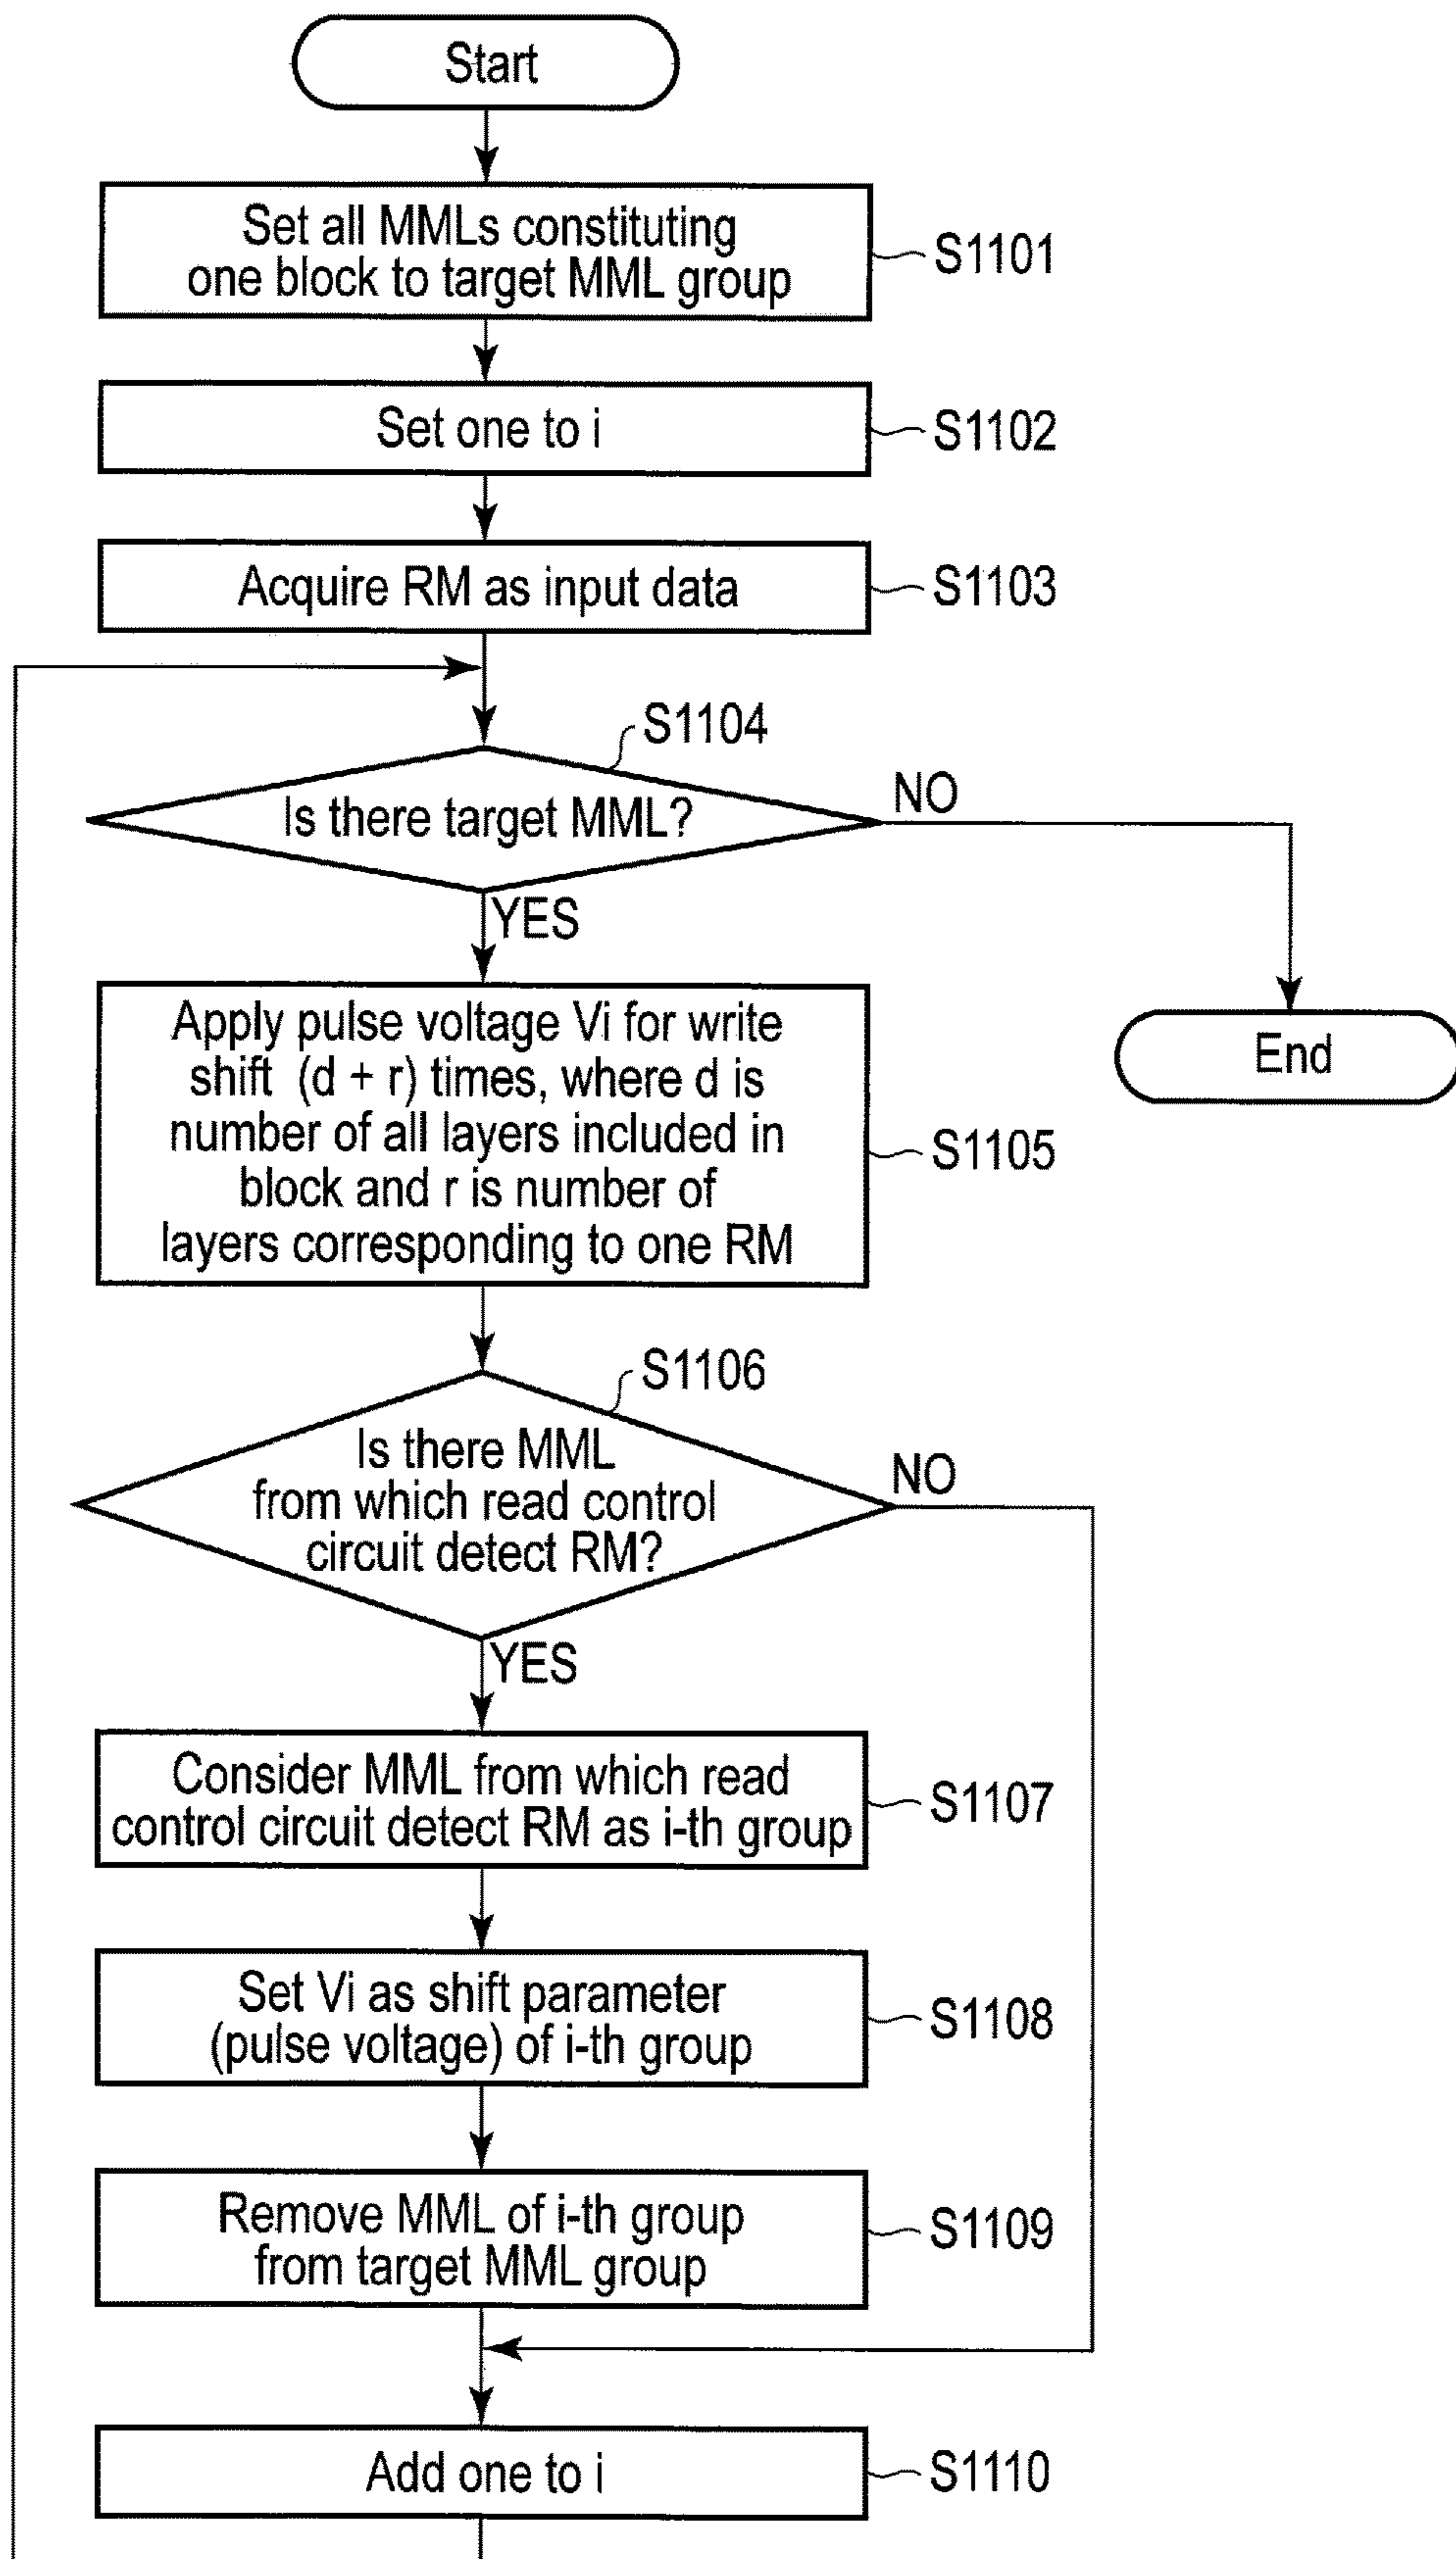 Start
Set all MMLs constituting
one block to target MML group
S1101
Set one to i
S1102
Acquire RM as input data
S1103
S1104
Is there target MML?
NO
YES
End
Apply pulse voltage Vi for write
shift (d + r) times, where d is
number of all layers included in
block and r is number of
layers corresponding to one RM
S1105
S1106
Is there MML
from which read control
circuit detect RM?
NO
YES
Consider MML from which read
control circuit detect RM as i-th group
S1107
Set Vi as shift parameter
(pulse voltage) of i-th group
S1108
Remove MML of i-th group
from target MML group
S1109
Add one to i
S1110